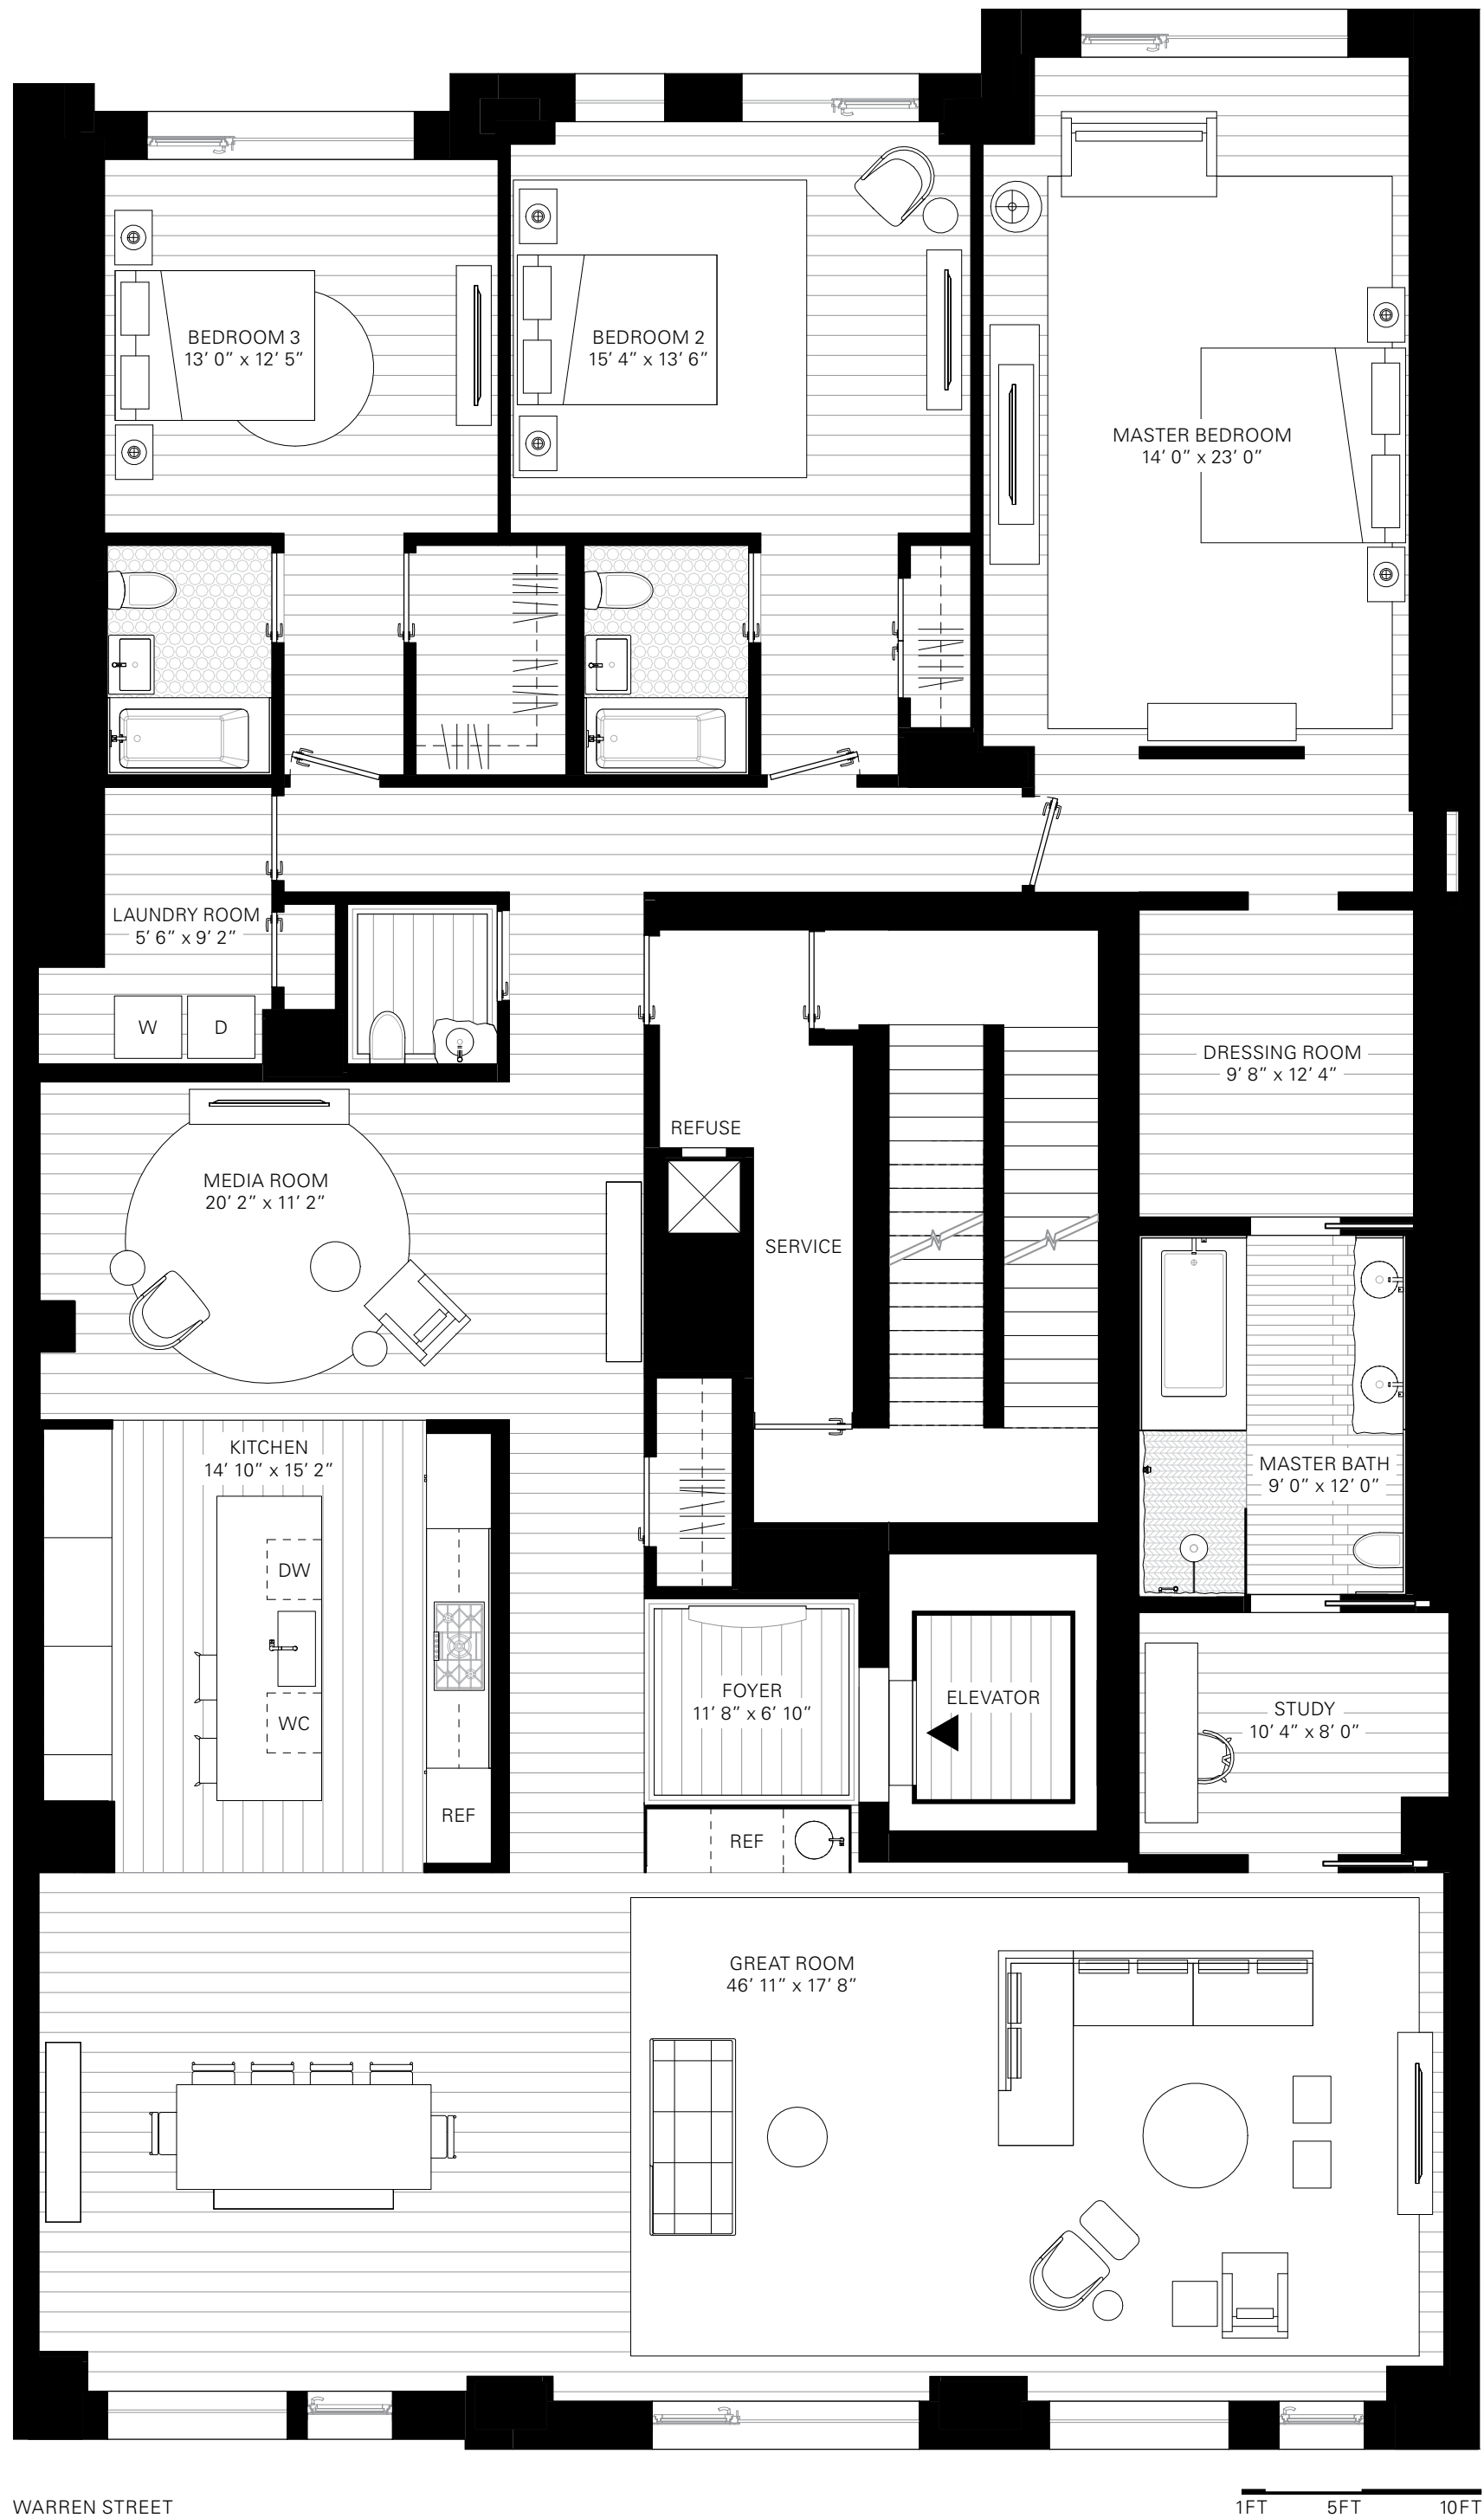 BEDROOM 3
13’ 0” x 12’ 5”
BEDROOM 2
15’ 4” x 13’ 6”
MASTER BEDROOM
14’ 0” x 23’ 0”
LAUNDRY ROOM
5’ 6” x 9’ 2”
W
D
DRESSING ROOM
9’ 8” x 12’ 4”
REFUSE
MEDIA ROOM
20’ 2” x 11’ 2”
SERVICE
KITCHEN
14’ 10” x 15’ 2”
MASTER BATH
9’ 0” x 12’ 0”
DW
FOYER
11’ 8” x 6’ 10”
ELEVATOR
STUDY
10’ 4” x 8’ 0”
WC
REF
REF
GREAT ROOM
46’ 11” x 17’ 8”
WARREN STREET
1FT
5FT
10FT